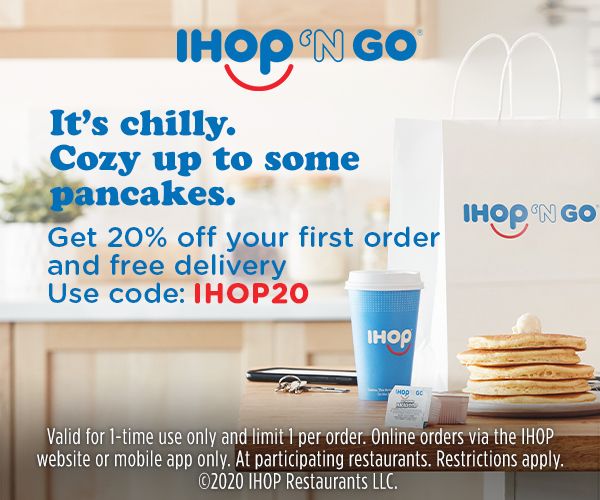 IHOP 'N GO®
It's chilly.
Cozy up to some
pancakes.
Get 20% off your first order
and free delivery
Use code: IHOP20
IHOP 'N GO
IHOP
IHOP 'N GO
Valid for 1-time use only and limit 1 per order. Online orders via the IHOP
website or mobile app only. At participating restaurants. Restrictions apply.
©2020 IHOP Restaurants LLC.